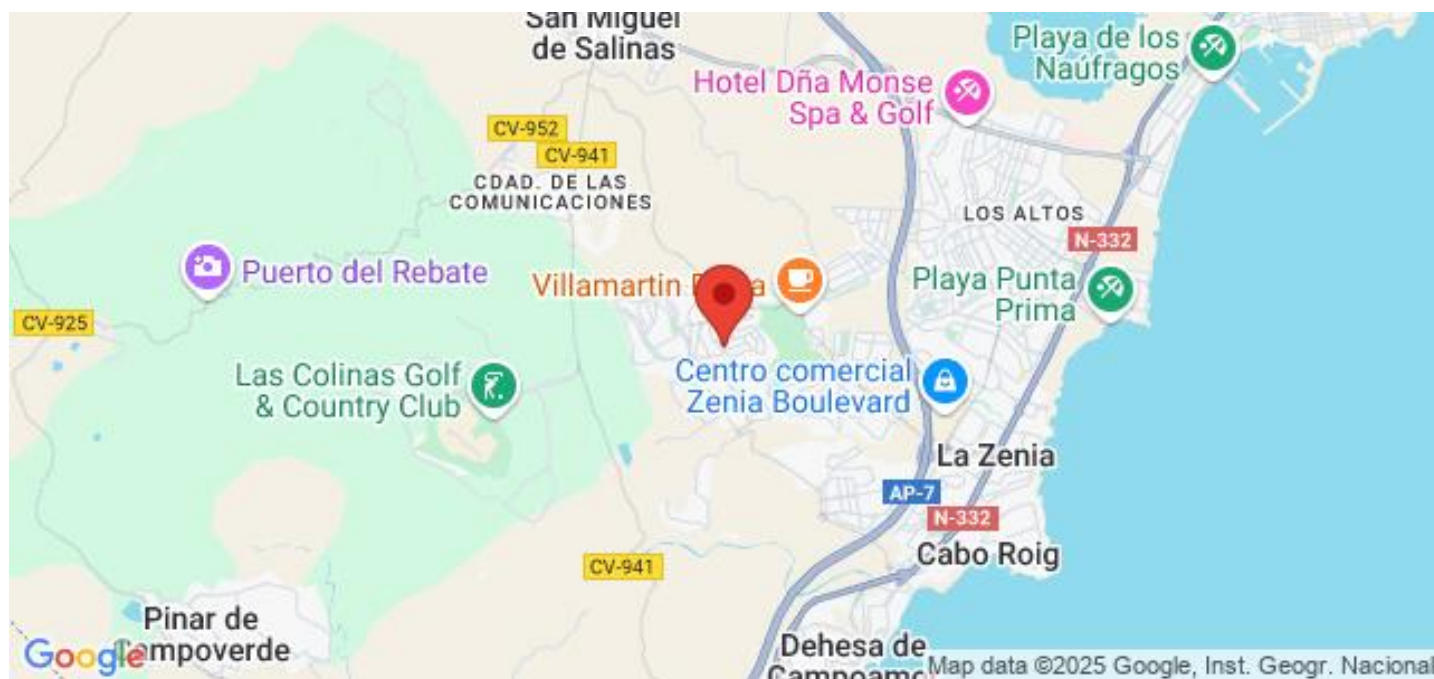 San Miguel
de Salinas
Playa de los
Naúfragos
Hotel Dña Monse
Spa & Golf
CV-952
CV-941
CDAD. DE LAS
COMUNICACIONES
LOS ALTOS
N-332
Puerto del Rebate
Villamartin
Playa Punta
Prima
CV-925
Las Colinas Golf
& Country Club
Centro comercial
Zenia Boulevard
La Zenia
AP-7
N-332
Cabo Roig
CV-941
Pinar de
Campoverde
Dehesa de
Campoamor
Google
Map data ©2025 Google, Inst. Geogr. Nacional